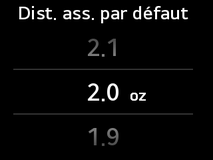 Dist. ass. par défaut
2.1
2.0 oz
1.9